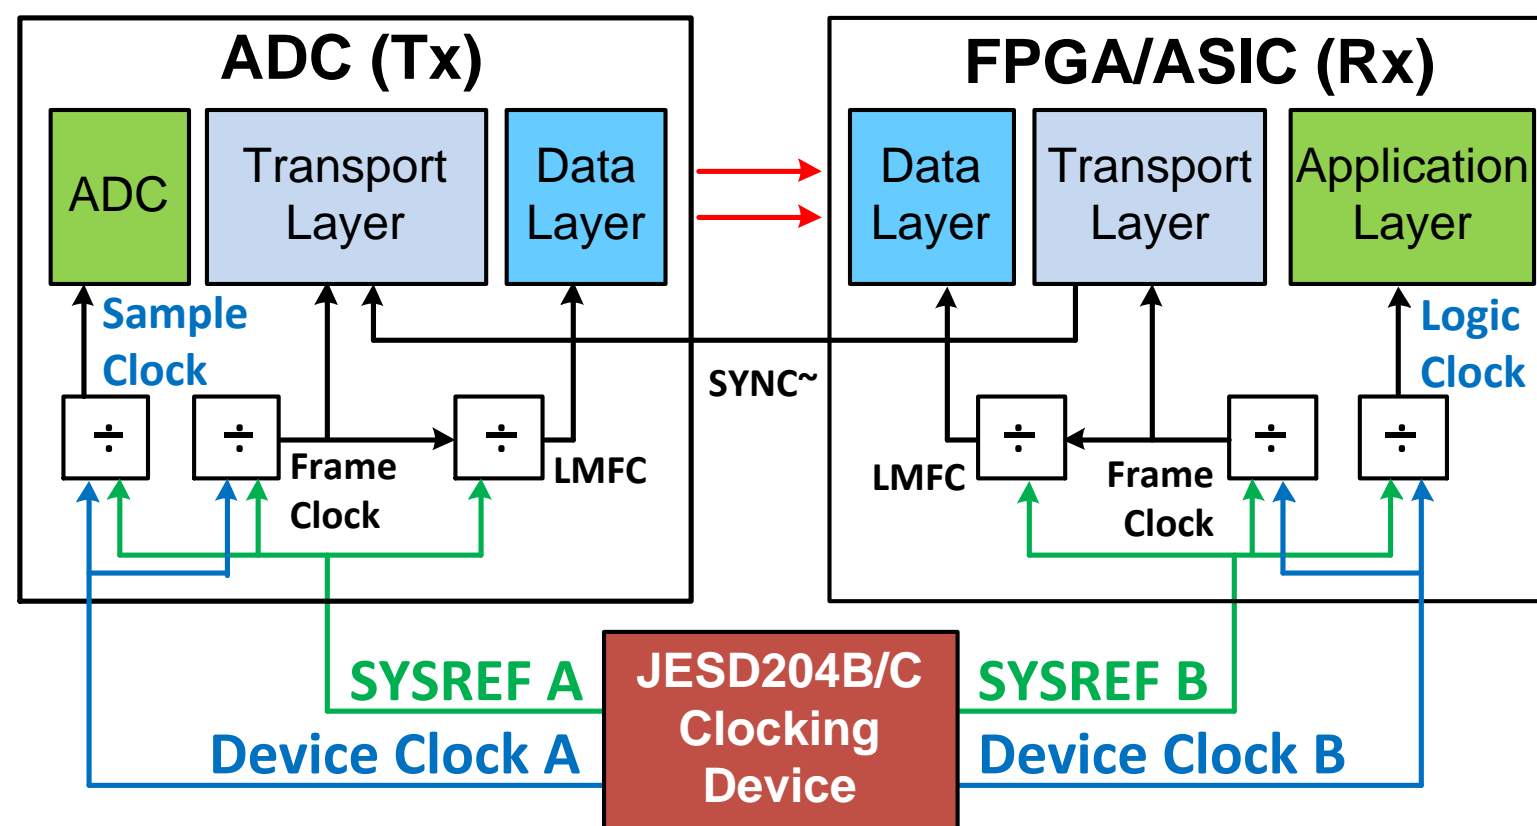 ADC (Tx)
FPGA/ASIC (Rx)
ADC
Transport
Layer
Data
Layer
Data
Layer
Transport
Layer
Application
Layer
Sample
Clock
Logic
Clock
SYNC~
÷
÷
÷
÷
÷
÷
Frame
Clock
LMFC
LMFC
Frame
Clock
SYSREF A
JESD204B/C
Clocking
Device
SYSREF B
Device Clock A
Device Clock B